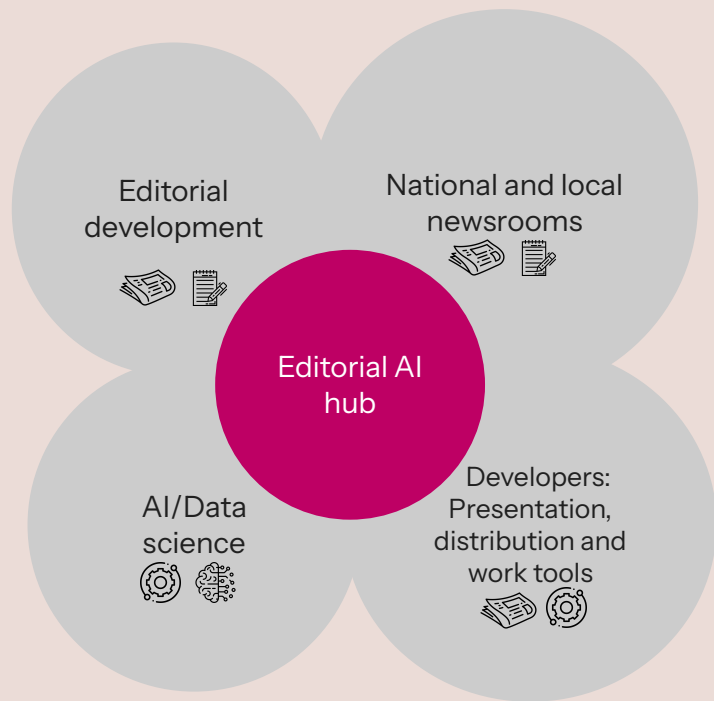 Editorial
development
National and local
newsrooms
Editorial AI
hub
AI/Data
science
Developers:
Presentation,
distribution and
work tools